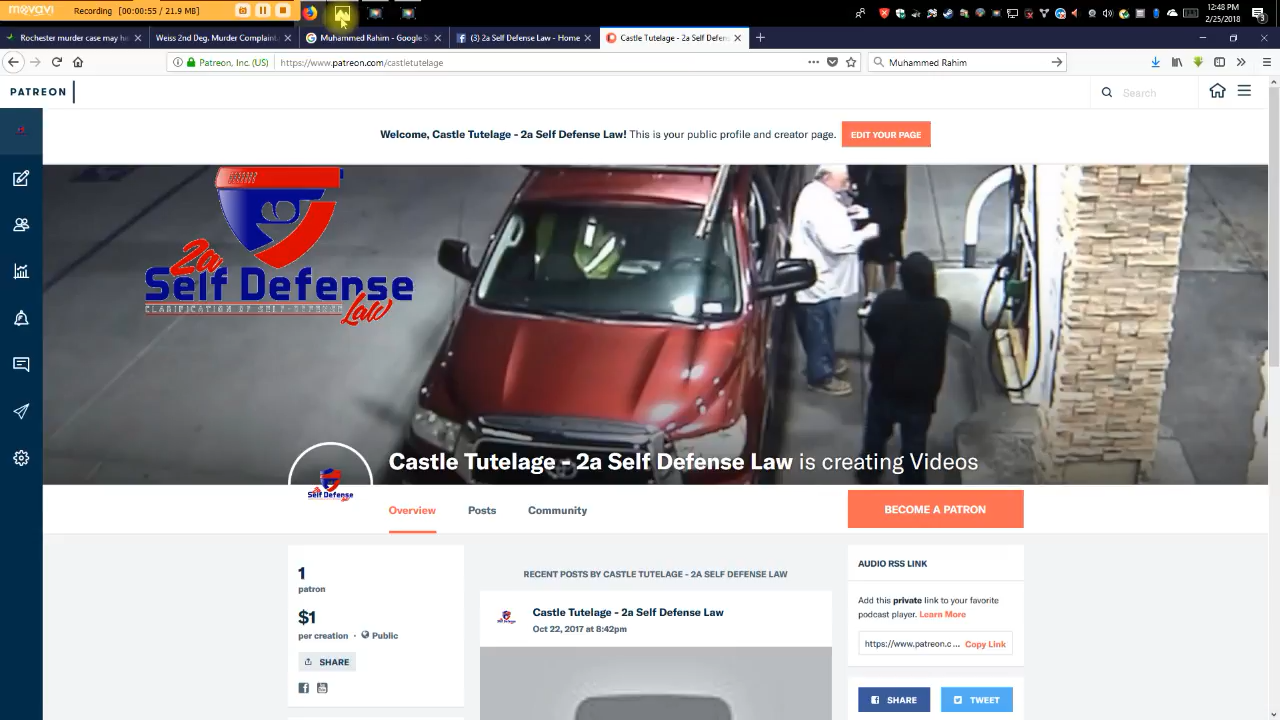 movavi
Recording [00:00:55 / 21.9 MB]
12:48 PM
2/25/2018
3
Rochester murder case may ha
Weiss 2nd. Deg. Murder Complaint.
Muhammed Rahim - Google S
(3) 2a Self Defense Law - Home
Castle Tutelage - 2a Self Defens
Patreon, Inc. (US)
https://www.patreon.com/castletutelage
Muhammed Rahim
PATREON
Search
Welcome, Castle Tutelage - 2a Self Defense Law! This is your public profile and creator page.
EDIT YOUR PAGE
2a
Self Defense
CLARIFICATION OF SELF-DEFENSE
Law
Castle Tutelage - 2a Self Defense Law is creating Videos
Self Defense
Overview
Posts
Community
BECOME A PATRON
1
patron
$1
per creation · Public
SHARE
RECENT POSTS BY CASTLE TUTELAGE - 2A SELF DEFENSE LAW
Castle Tutelage - 2a Self Defense Law
Oct 22, 2017 at 8:42pm
AUDIO RSS LINK
Add this private link to your favorite
podcast player. Learn More
https://www.patreon.c ... Copy Link
SHARE
TWEET